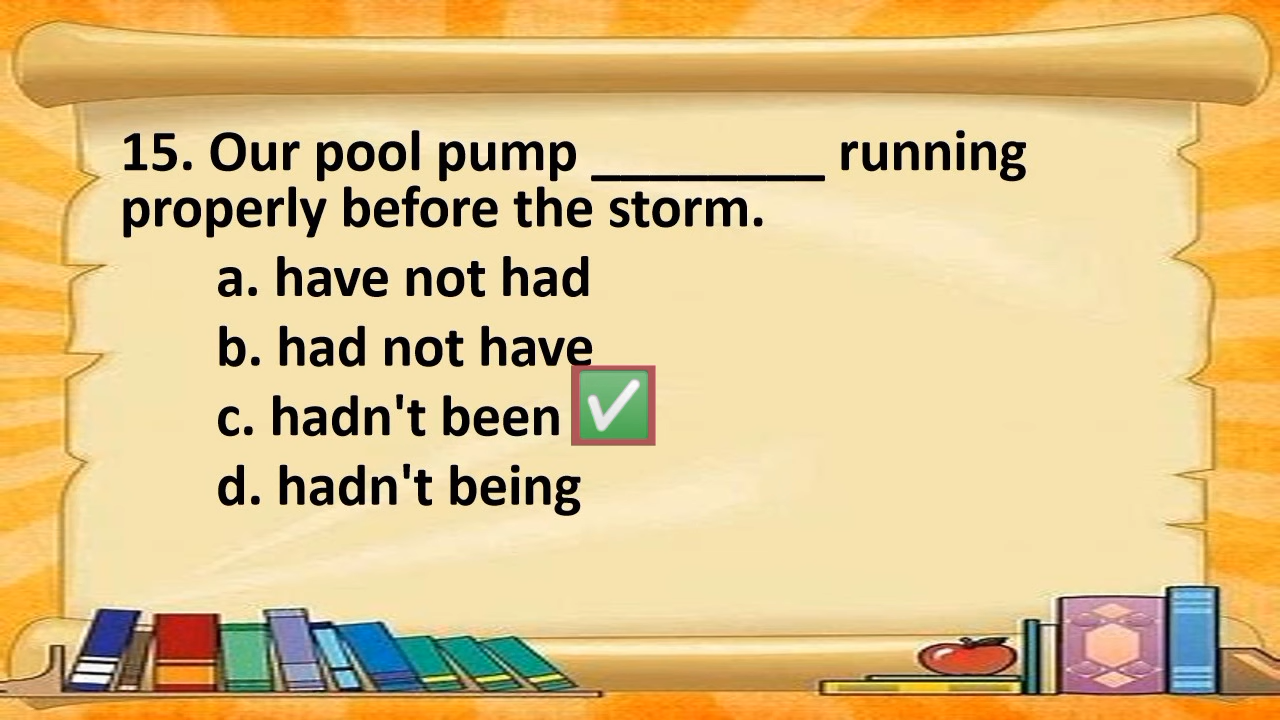 15. Our pool pump ________ running
properly before the storm.
a. have not had
b. had not have
c. hadn't been ✅
d. hadn't being